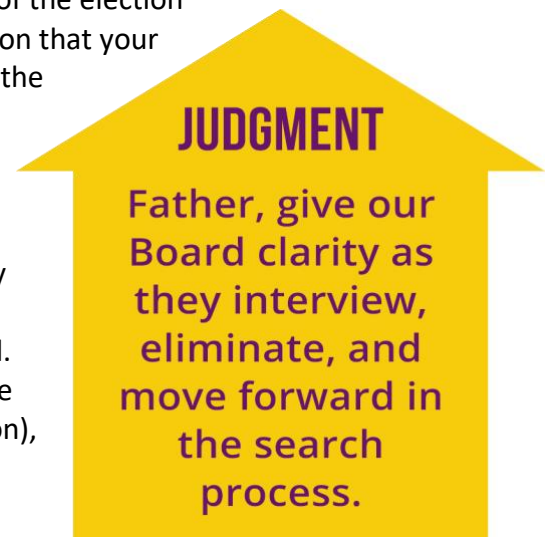 or the election
on that your
the
JUDGMENT
Father, give our
Board clarity as
they interview,
eliminate, and
move forward in
the search
process.
.
e
on),